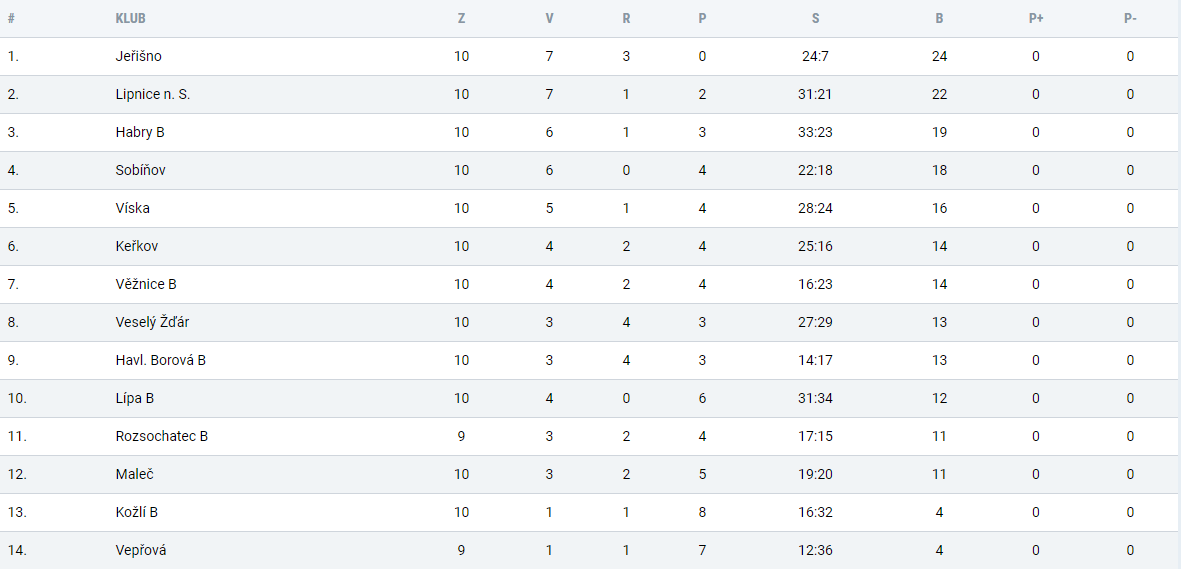 # KLUB Z V R P S B P+ P-
1. Jeřišno 10 7 3 0 24:7 24 0 0
2. Lipnice n. S. 10 7 1 2 31:21 22 0 0
3. Habry B 10 6 1 3 33:23 19 0 0
4. Sobíňov 10 6 0 4 22:18 18 0 0
5. Víska 10 5 1 4 28:24 16 0 0
6. Keřkov 10 4 2 4 25:16 14 0 0
7. Věžnice B 10 4 2 4 16:23 14 0 0
8. Veselý Žďár 10 3 4 3 27:29 13 0 0
9. Havl. Borová B 10 3 4 3 14:17 13 0 0
10. Lípa B 10 4 0 6 31:34 12 0 0
11. Rozsochatec B 9 3 2 4 17:15 11 0 0
12. Maleč 10 3 2 5 19:20 11 0 0
13. Kožlí B 10 1 1 8 16:32 4 0 0
14. Vepřová 9 1 1 7 12:36 4 0 0